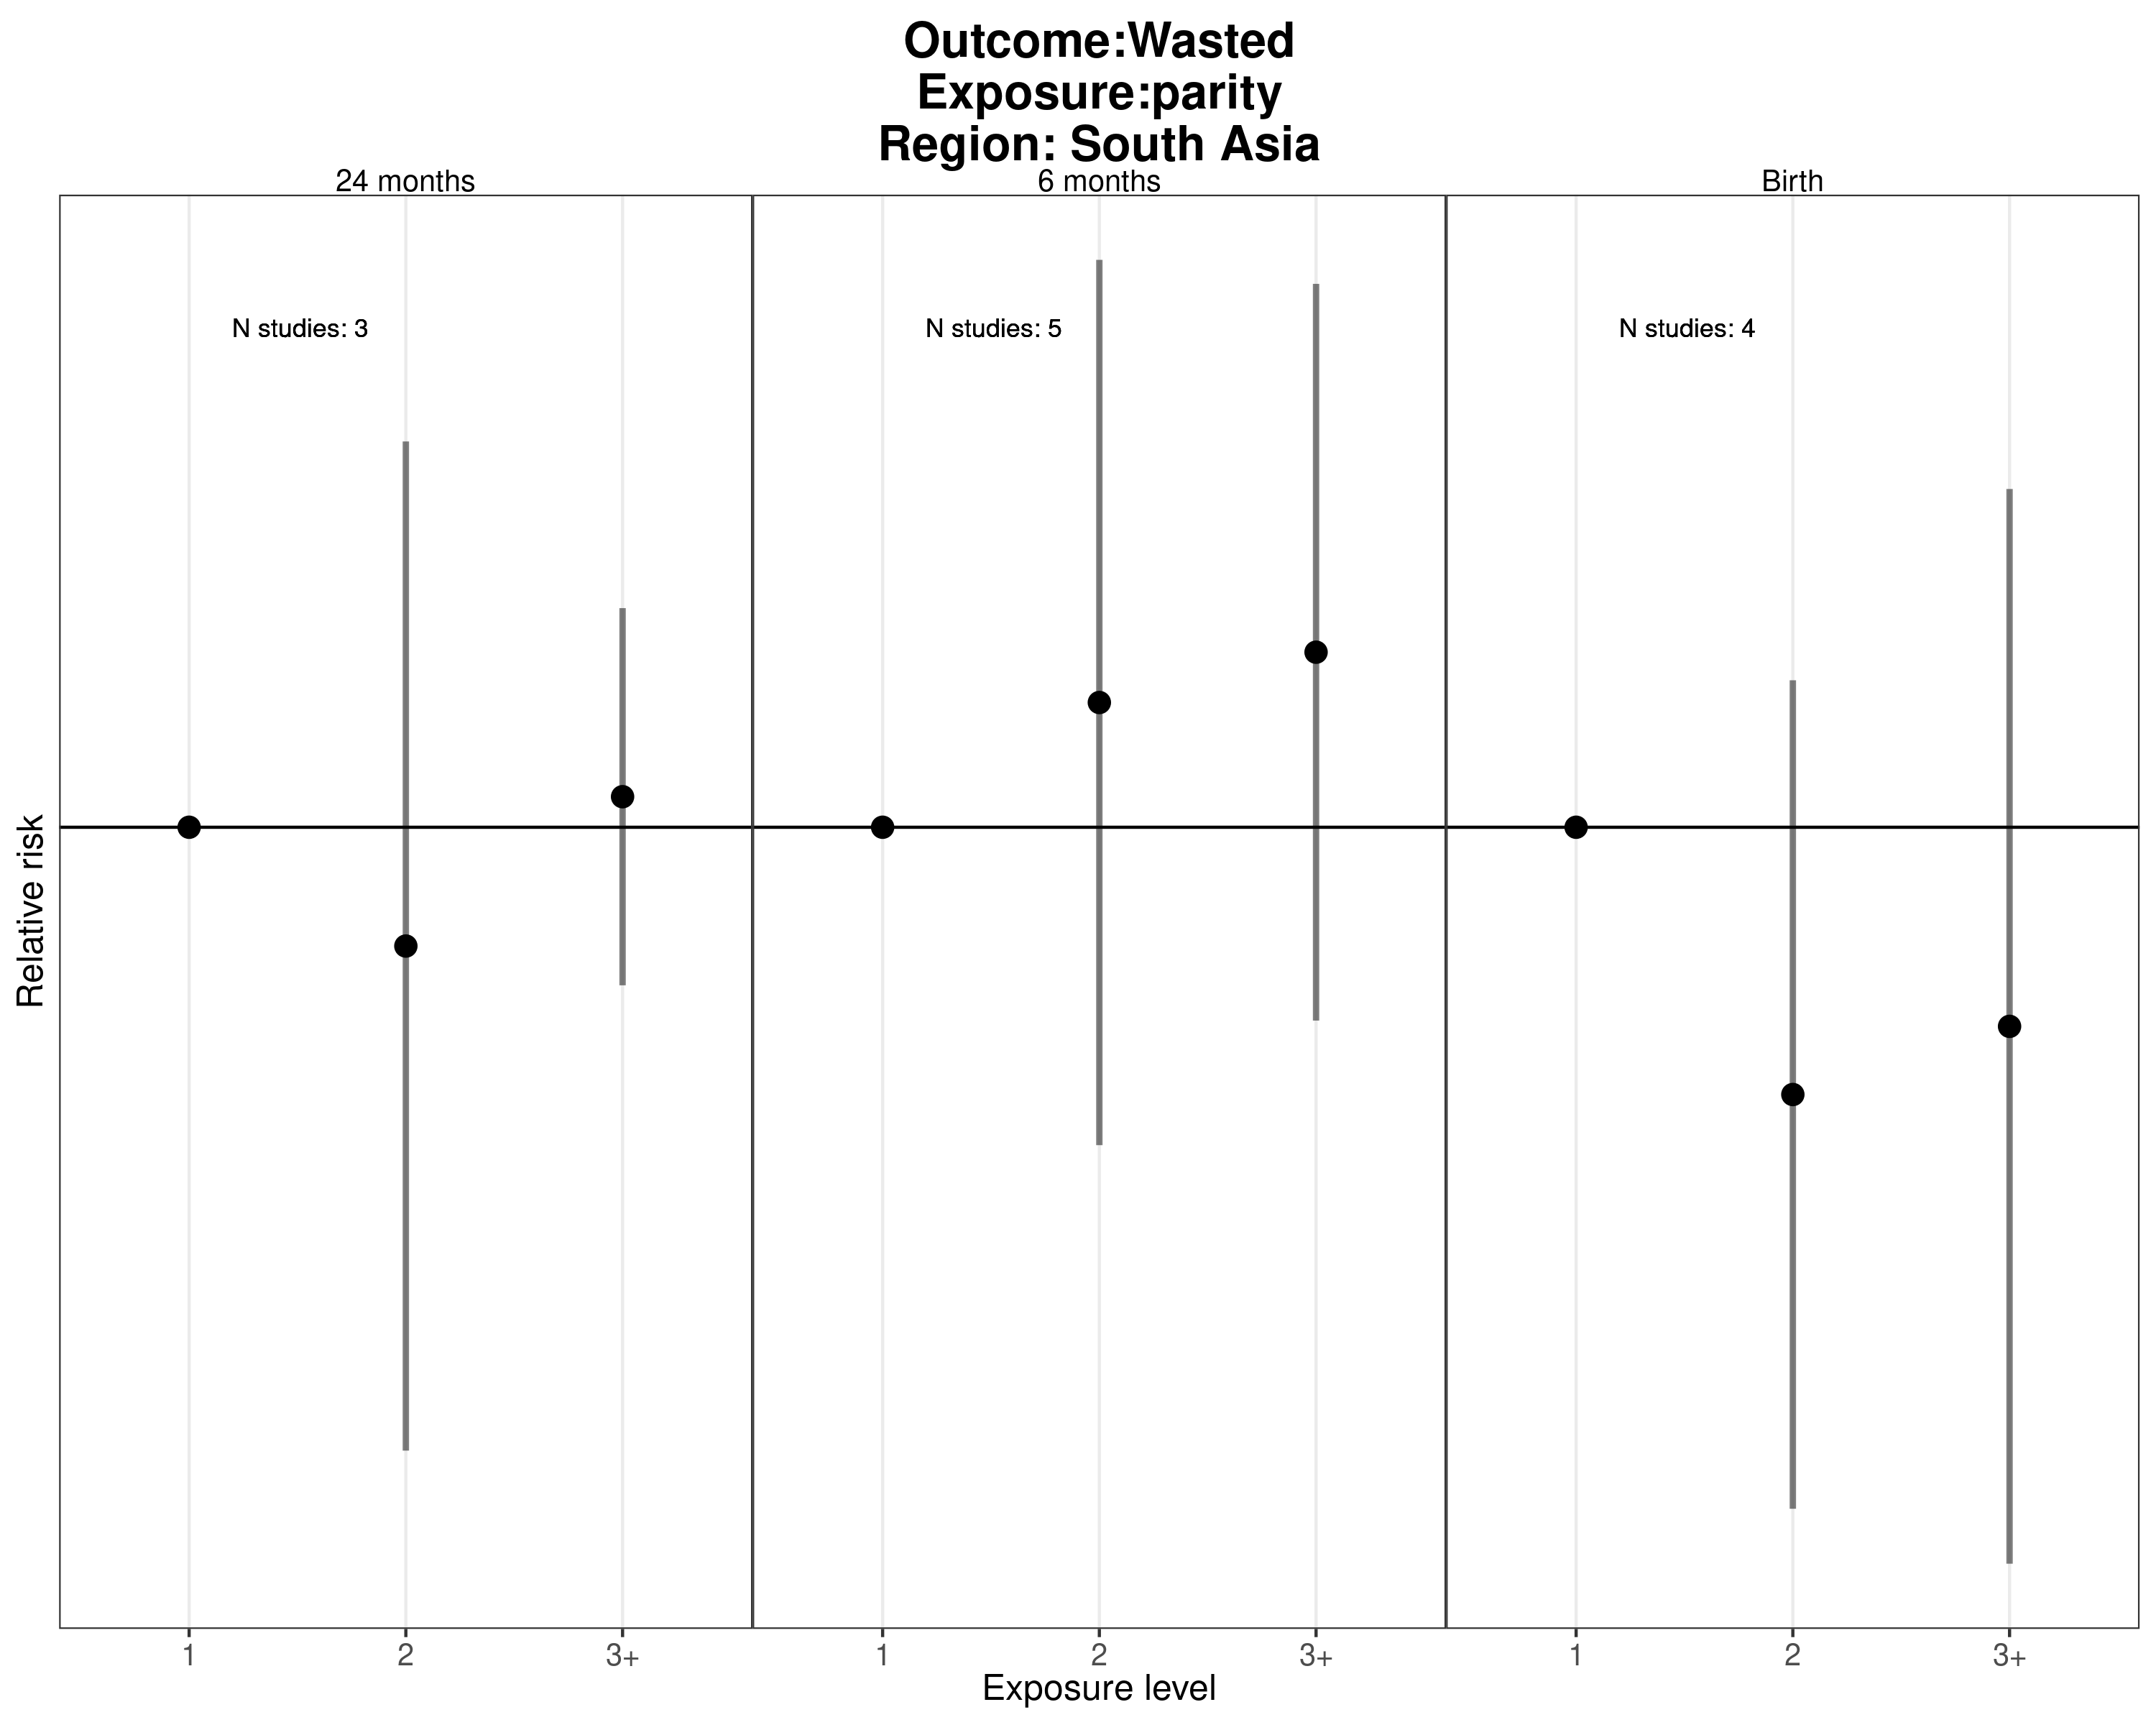 Outcome:Wasted
Exposure:parity
Region: South Asia
24 months
6 months
Birth
N studies: 3
N studies: 5
N studies: 4
Relative risk
1
2
3+
1
2
3+
1
2
3+
Exposure level